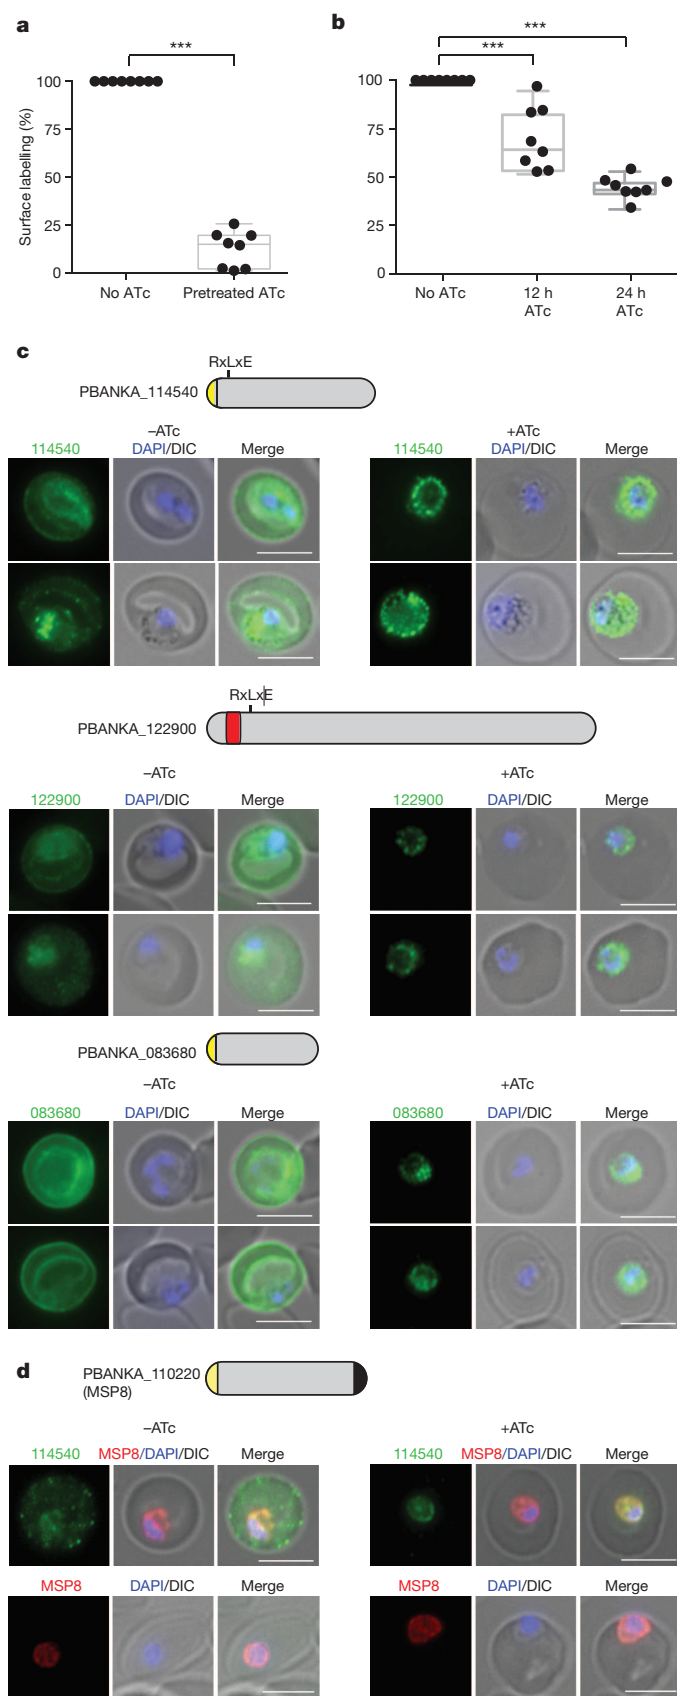 a
***
100
75
50
25
0
Surface labelling (%)
No ATc
Pretreated ATc
b
***
***
100
75
50
25
0
No ATc
12 h
ATc
24 h
ATc
c
RxLxE
PBANKA_114540
–ATc
114540
DAPI/DIC
Merge
+ATc
114540
DAPI/DIC
Merge
RxLxE
PBANKA_122900
–ATc
122900
DAPI/DIC
Merge
+ATc
122900
DAPI/DIC
Merge
PBANKA_083680
–ATc
083680
DAPI/DIC
Merge
+ATc
083680
DAPI/DIC
Merge
d
PBANKA_110220
(MSP8)
–ATc
114540
MSP8/DAPI/DIC
Merge
+ATc
114540
MSP8/DAPI/DIC
Merge
MSP8
DAPI/DIC
Merge
MSP8
DAPI/DIC
Merge